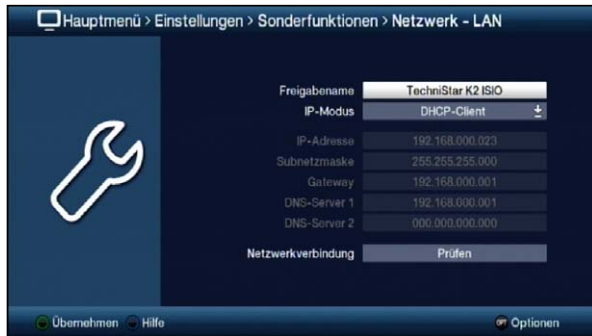 Hauptmenü > Einstellungen > Sonderfunktionen > Netzwerk - LAN
Freigabename TechniStar K2 ISIO
IP-Modus DHCP-Client
IP-Adresse 192.168.000.023
Subnetzmaske 255.255.255.000
Gateway 192.168.000.001
DNS-Server 1 192.168.000.001
DNS-Server 2 000.000.000.000
Netzwerkverbindung Prüfen
Übernehmen Hilfe OPT Optionen